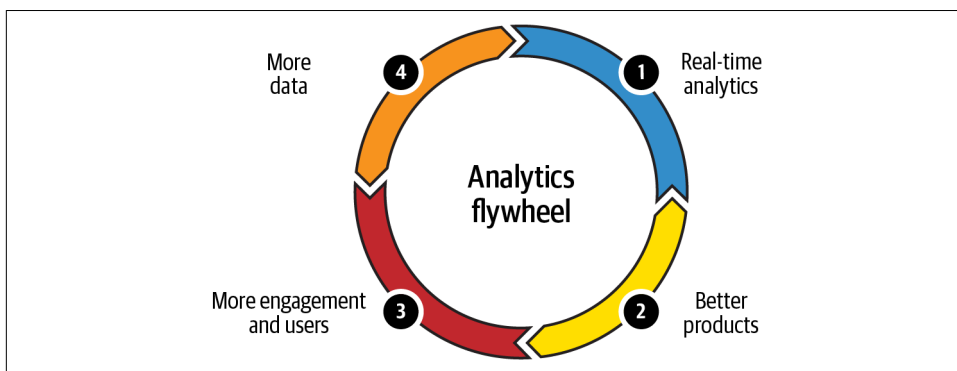 Analytics
flywheel
1
Real-time
analytics
2
Better
products
3
More engagement
and users
4
More
data